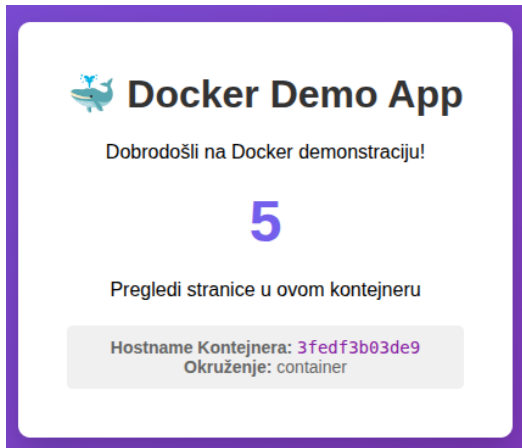 🐳 Docker Demo App
Dobrodošli na Docker demonstraciju!
5
Pregledi stranice u ovom kontejneru
Hostname Kontejnera: 3fedf3b03de9
Okruženje: container